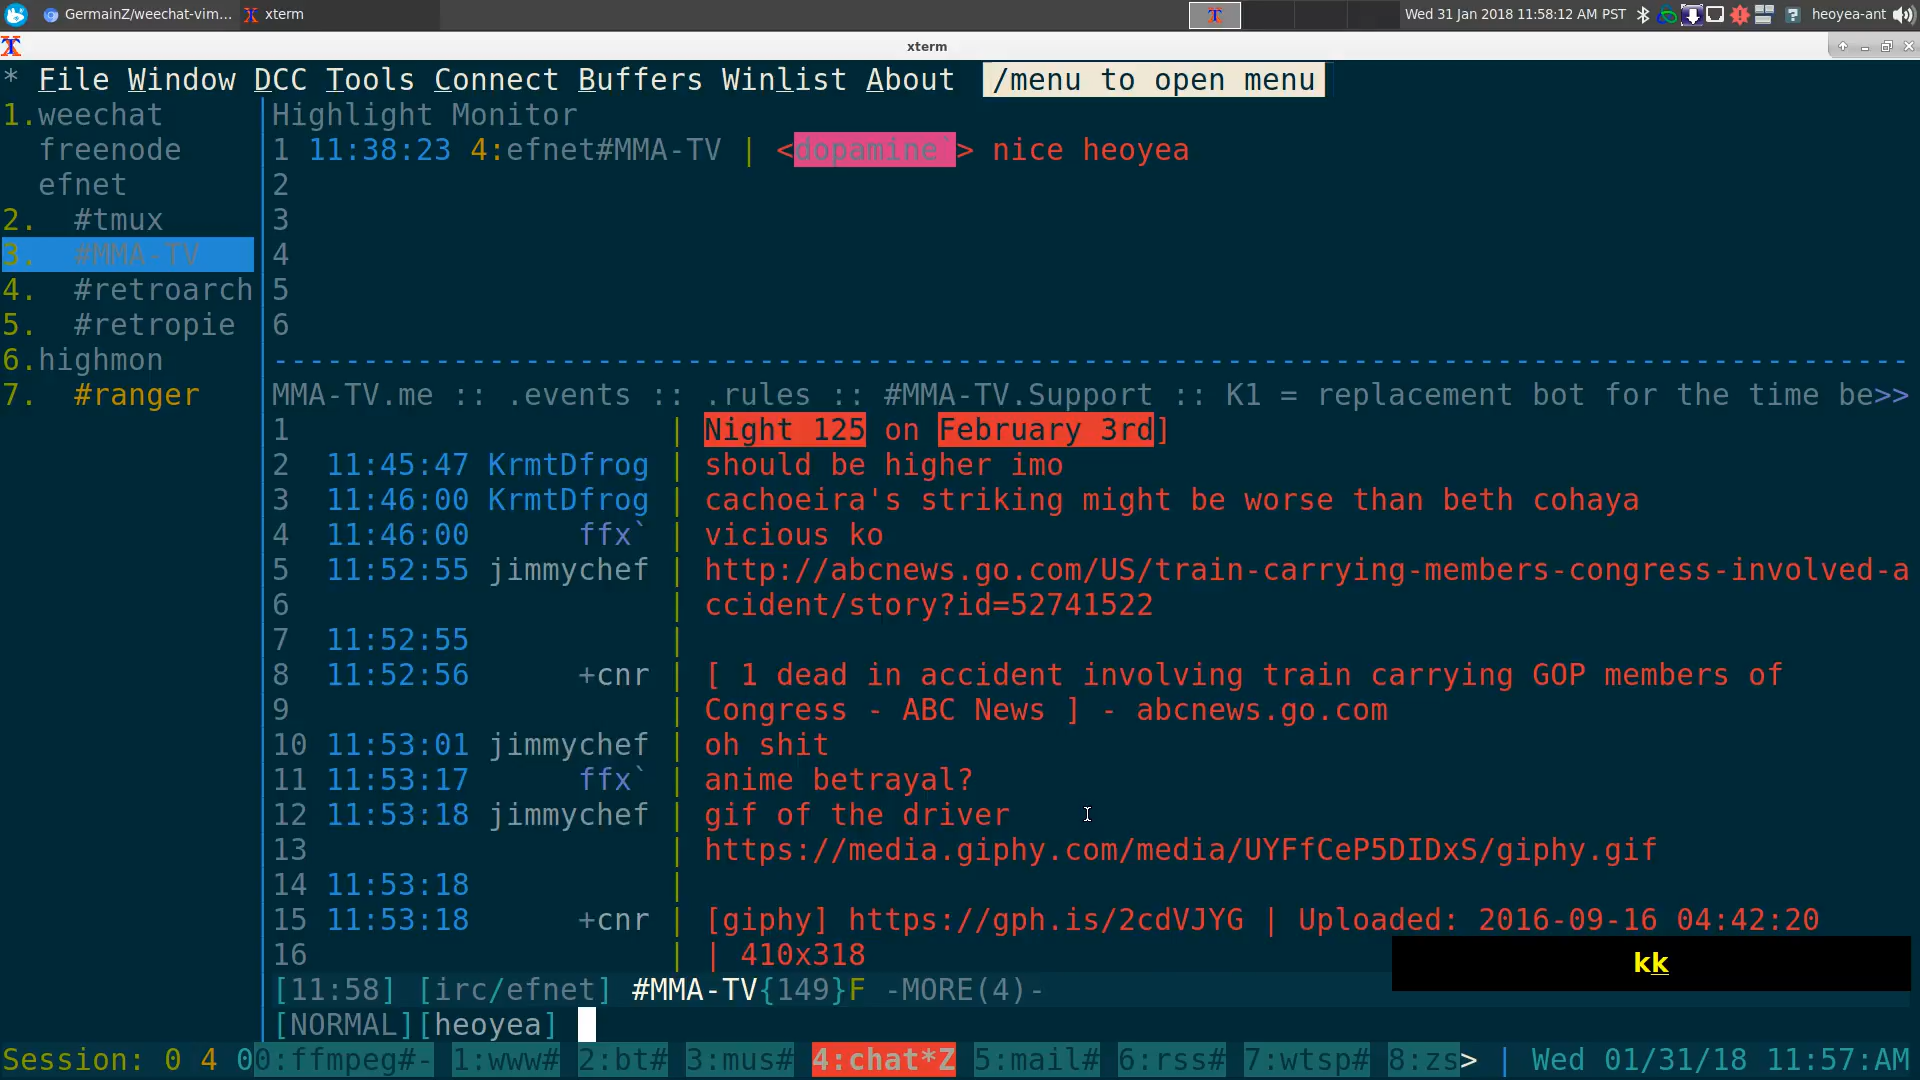 GermainZ/weechat-vim...
xterm
Wed 31 Jan 2018 11:58:12 AM PST
heoyea-ant
xterm
* File Window DCC Tools Connect Buffers Winlist About /menu to open menu
1.weechat
freenode
efnet
2. #tmux
3. #MMA-TV
4. #retroarch
5. #retropie
6.highmon
7. #ranger
Highlight Monitor
1 11:38:23 4:efnet#MMA-TV | <dopamine`> nice heoyea
2
3
4
5
6
MMA-TV.me :: .events :: .rules :: #MMA-TV.Support :: K1 = replacement bot for the time be>>
1 | Night 125 on February 3rd]
2 11:45:47 KrmtDfrog | should be higher imo
3 11:46:00 KrmtDfrog | cachoeira's striking might be worse than beth cohaya
4 11:46:00 ffx` | vicious ko
5 11:52:55 jimmychef | http://abcnews.go.com/US/train-carrying-members-congress-involved-a
6 | ccident/story?id=52741522
7 11:52:55 |
8 11:52:56 +cnr | [ 1 dead in accident involving train carrying GOP members of
9 | Congress - ABC News ] - abcnews.go.com
10 11:53:01 jimmychef | oh shit
11 11:53:17 ffx` | anime betrayal?
12 11:53:18 jimmychef | gif of the driver
13 | https://media.giphy.com/media/UYFfCeP5DIDxS/giphy.gif
14 11:53:18 |
15 11:53:18 +cnr | [giphy] https://gph.is/2cdVJYG | Uploaded: 2016-09-16 04:42:20
16 | | 410x318
kk
[11:58] [irc/efnet] #MMA-TV{149}F -MORE(4)-
[NORMAL][heoyea]
Session: 0 4 00:ffmpeg#- 1:www# 2:bt# 3:mus# 4:chat*Z 5:mail# 6:rss# 7:wtsp# 8:zs> | Wed 01/31/18 11:57:AM